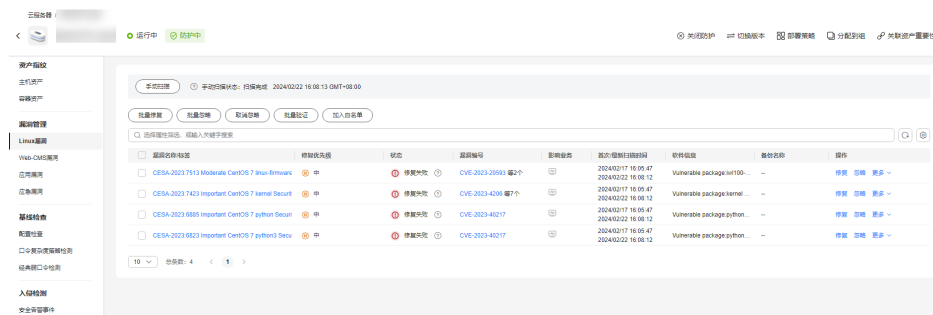 云服务器 /
运行中 防护中 关闭防护 切换版本 部署策略 分配到组 关联资产重要性
资产指纹
主机资产
容器资产
漏洞管理
Linux漏洞
Web-CMS漏洞
应用漏洞
应急漏洞
基线检查
配置检查
口令复杂度策略检测
经典弱口令检测
入侵检测
安全告警事件
手动扫描 手动扫描状态：扫描完成 2024/02/22 16:08:13 GMT+08:00
批量修复 批量忽略 取消忽略 批量验证 加入白名单
选择属性筛选，或输入关键字搜索
漏洞名称/标签 修复优先级 状态 漏洞编号 影响业务 首次/最新扫描时间 软件信息 备份名称 操作
CESA-2023:7513 Moderate CentOS 7 linux-firmware 中 修复失败 CVE-2023-20593 等2个 2024/02/17 16:05:47 Vulnerable package:iwl100-... -- 修复 忽略 更多
2024/02/22 16:08:12
CESA-2023:7423 Important CentOS 7 kernel Securit 中 修复失败 CVE-2023-4206 等7个 2024/02/17 16:05:47 Vulnerable package:kernel ... -- 修复 忽略 更多
2024/02/22 16:08:12
CESA-2023:6885 Important CentOS 7 python Securi 中 修复失败 CVE-2023-40217 2024/02/17 16:05:47 Vulnerable package:python... -- 修复 忽略 更多
2024/02/22 16:08:12
CESA-2023:6823 Important CentOS 7 python3 Secu 中 修复失败 CVE-2023-40217 2024/02/17 16:05:47 Vulnerable package:python... -- 修复 忽略 更多
2024/02/22 16:08:12
10 总条数：4 1